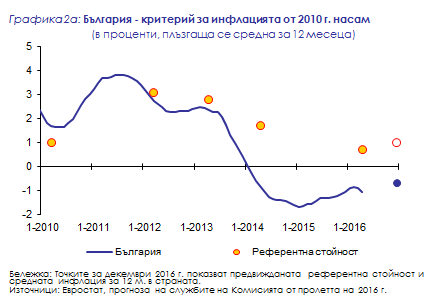 Графика 2а: България - критерий за инфлацията от 2010 г. насам
(в проценти, плъзгаща се средна за 12 месеца)
5
4
3
2
1
0
-1
-2
1-2010 1-2011 1-2012 1-2013 1-2014 1-2015 1-2016
България Референтна стойност
Бележка: Точките за декември 2016 г. показват предвижданата референтна стойност и
средната инфлация за 12 м. в страната.
Източници: Евростат, прогноза на службите на Комисията от пролетта на 2016 г.